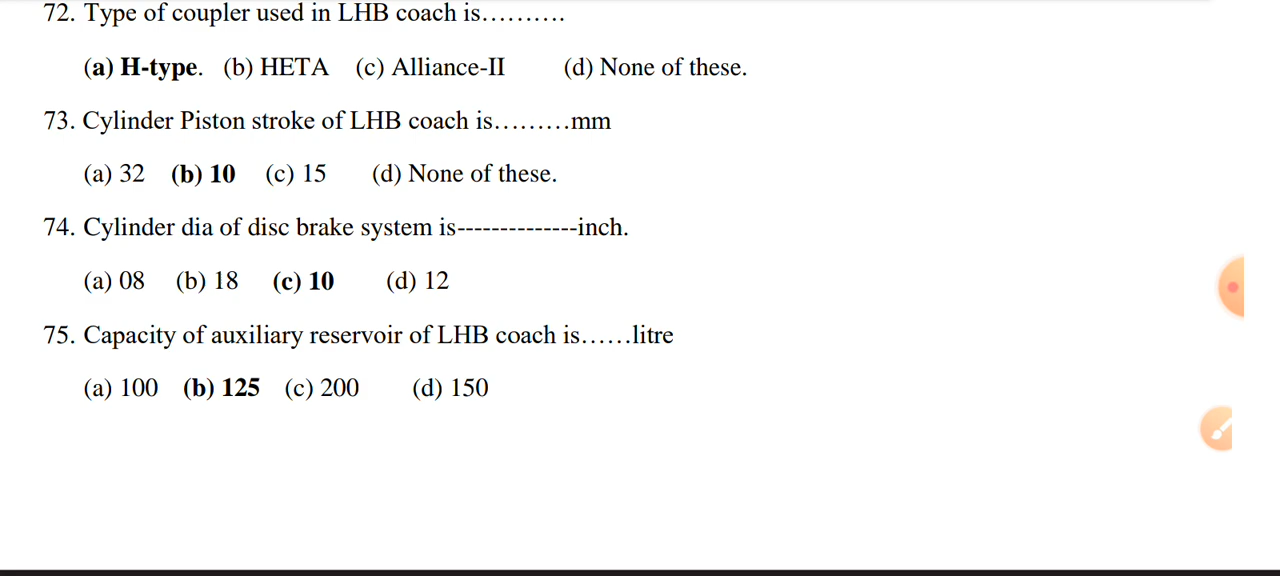 72. Type of coupler used in LHB coach is……….
(a) H-type. (b) HETA (c) Alliance-II (d) None of these.
73. Cylinder Piston stroke of LHB coach is………mm
(a) 32 (b) 10 (c) 15 (d) None of these.
74. Cylinder dia of disc brake system is--------------inch.
(a) 08 (b) 18 (c) 10 (d) 12
75. Capacity of auxiliary reservoir of LHB coach is……litre
(a) 100 (b) 125 (c) 200 (d) 150